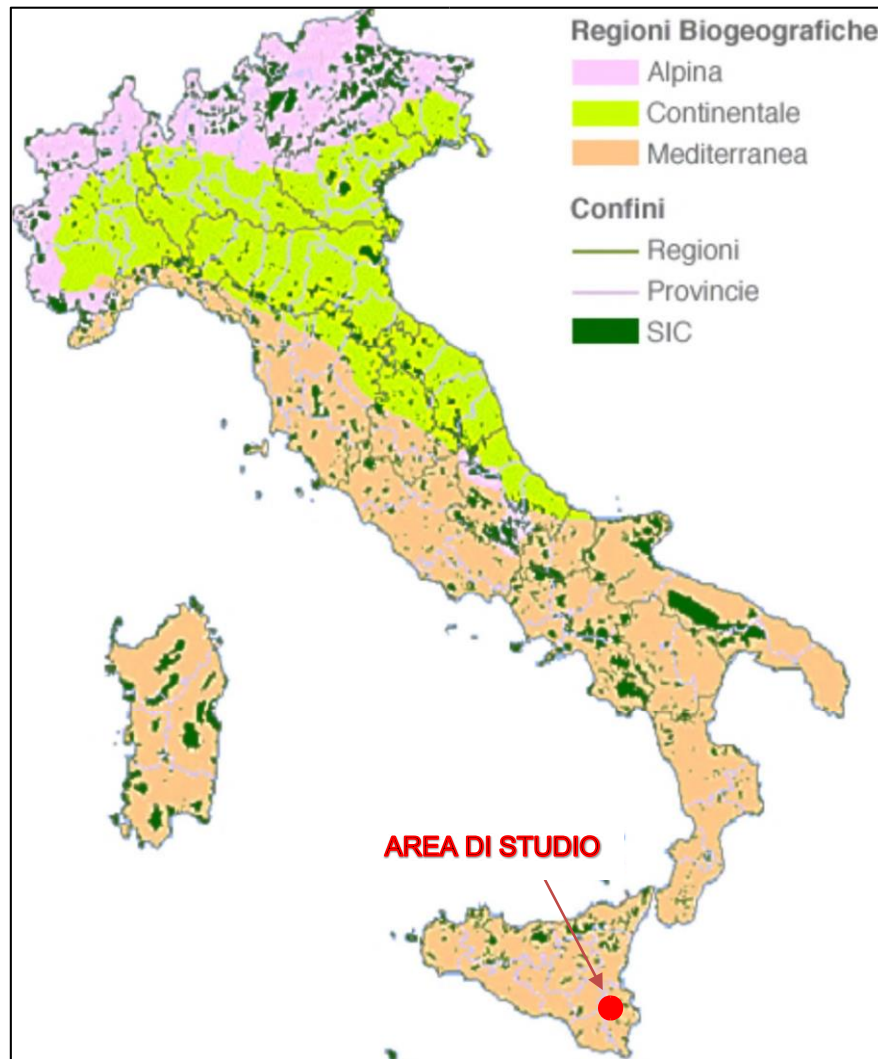 Regioni Biogeografiche
Alpina
Continentale
Mediterranea
Confini
Regioni
Provincie
SIC
AREA DI STUDIO